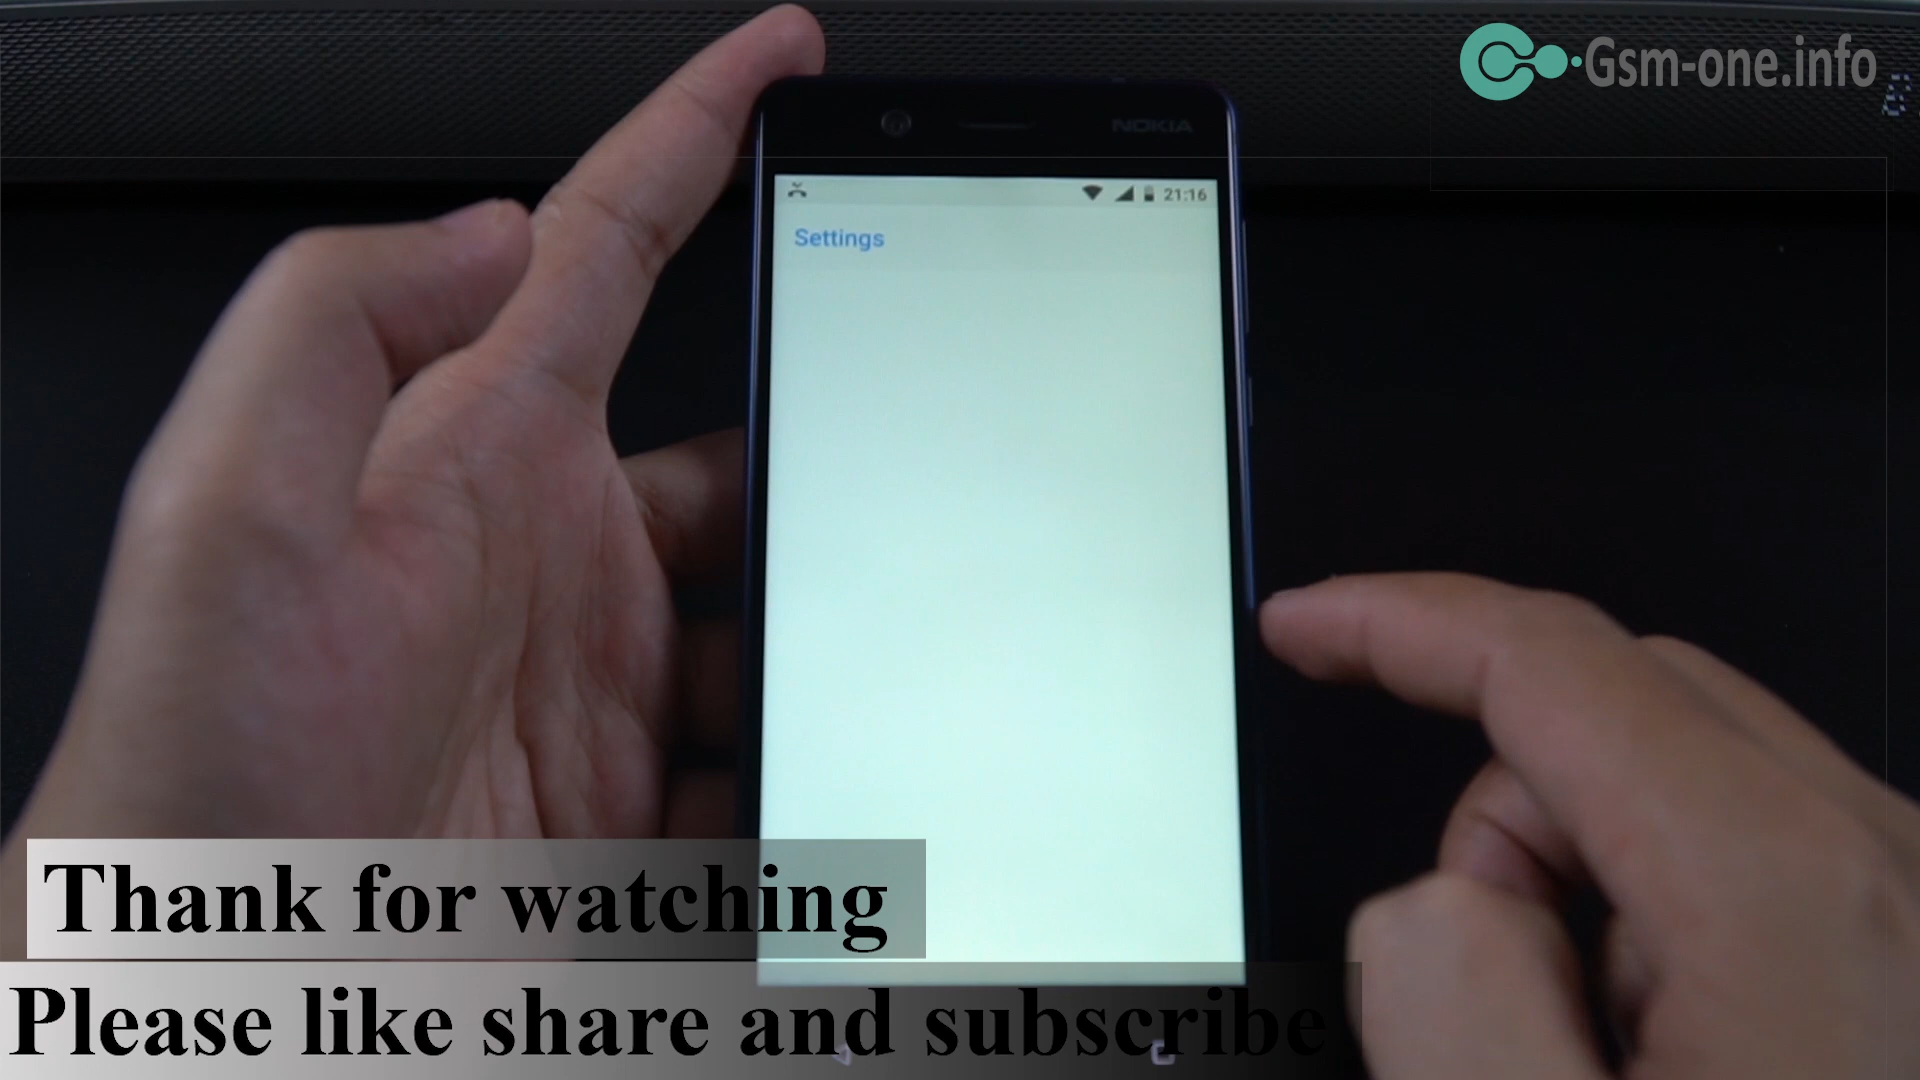 Gsm-one.info
NOKIA
21:16
Settings
Thank for watching
Please like share and subscribe